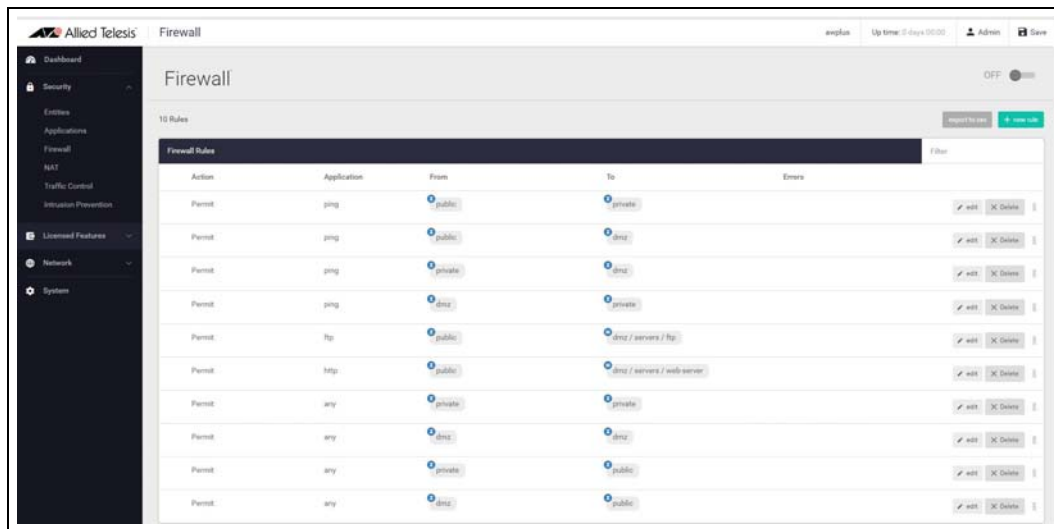 Allied Telesis Firewall awplus Up time: 0 days 00:00 Admin Save
Dashboard
Security
Entities
Applications
Firewall
NAT
Traffic Control
Intrusion Prevention
Licensed Features
Network
System
Firewall OFF
10 Rules export to csv + new rule
Firewall Rules Filter
Action Application From To Errors
Permit ping public private edit Delete
Permit ping public dmz edit Delete
Permit ping private dmz edit Delete
Permit ping dmz private edit Delete
Permit ftp public dmz / servers / ftp edit Delete
Permit http public dmz / servers / web-server edit Delete
Permit any private private edit Delete
Permit any dmz dmz edit Delete
Permit any private public edit Delete
Permit any dmz public edit Delete